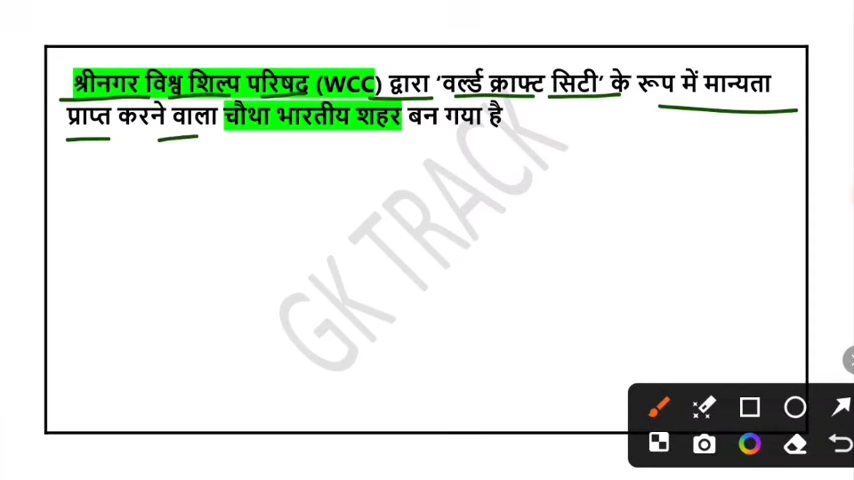 श्रीनगर विश्व शिल्प परिषद (WCC) द्वारा ‘वर्ल्ड क्राफ्ट सिटी’ के रूप में मान्यता
प्राप्त करने वाला चौथा भारतीय शहर बन गया है
GK TRACK